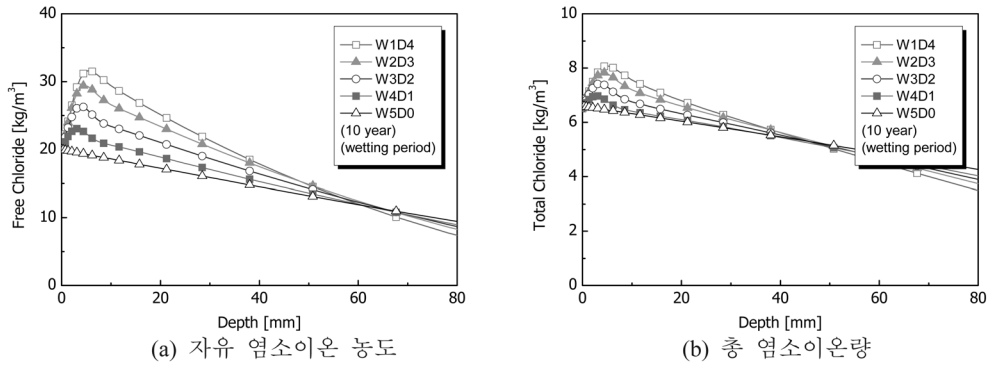 Free Chloride [kg/m³]
40
30
20
10
0
W1D4
W2D3
W3D2
W4D1
W5D0
(10 year)
(wetting period)
0 20 40 60 80
Depth [mm]
(a) 자유 염소이온 농도
Total Chloride [kg/m³]
10
8
6
4
2
0
W1D4
W2D3
W3D2
W4D1
W5D0
(10 year)
(wetting period)
0 20 40 60 80
Depth [mm]
(b) 총 염소이온량